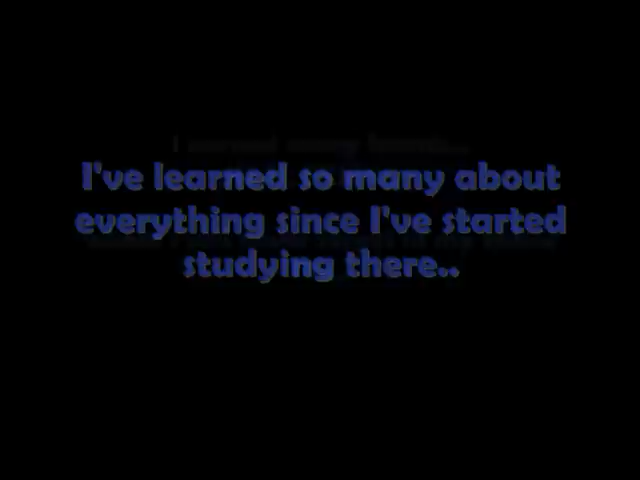 I've learned so many about
everything since I've started
studying there..